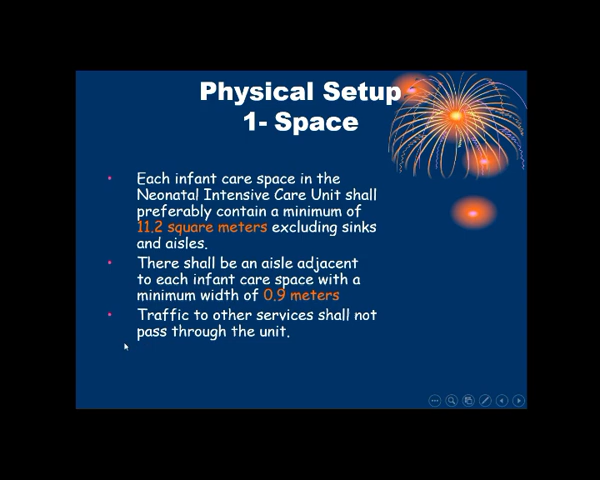 Physical Setup
1- Space
• Each infant care space in the
Neonatal Intensive Care Unit shall
preferably contain a minimum of
11.2 square meters excluding sinks
and aisles.
• There shall be an aisle adjacent
to each infant care space with a
minimum width of 0.9 meters
• Traffic to other services shall not
pass through the unit.